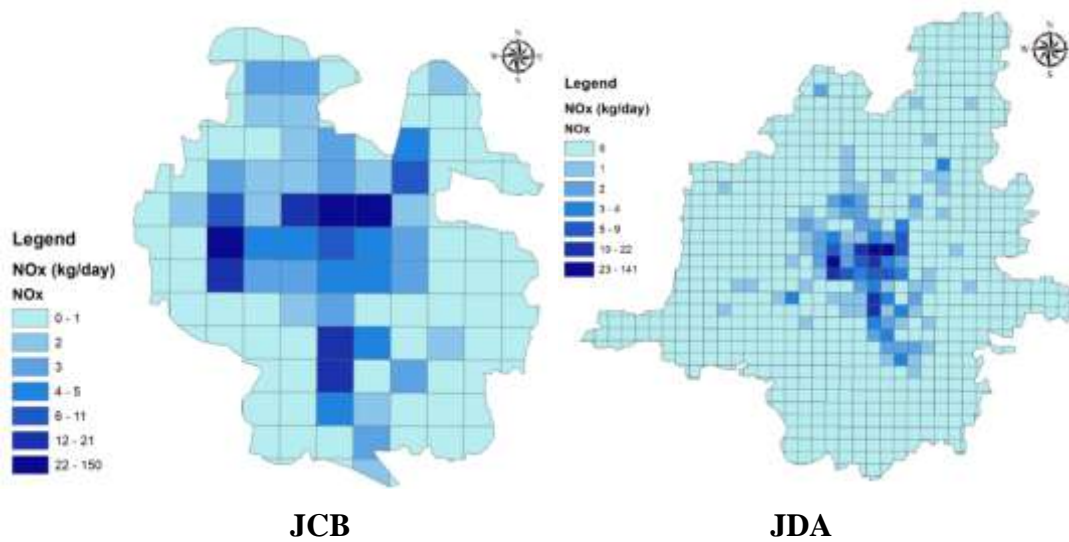 Legend
NOx (kg/day)
NOx
0 - 1
2
3
4 - 5
6 - 11
12 - 21
22 - 150
Legend
NOx (kg/day)
NOx
0
1
2
3 - 4
5 - 9
10 - 22
23 - 141
JCB
JDA